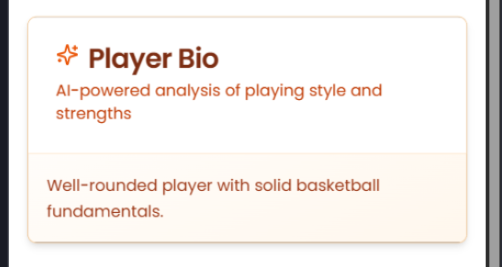 Player Bio
AI-powered analysis of playing style and
strengths
Well-rounded player with solid basketball
fundamentals.